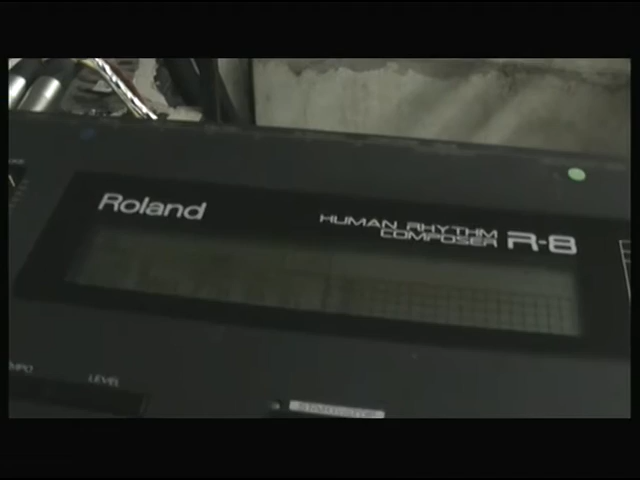 Roland
HUMAN RHYTHM
COMPOSER
R-8
LEVEL